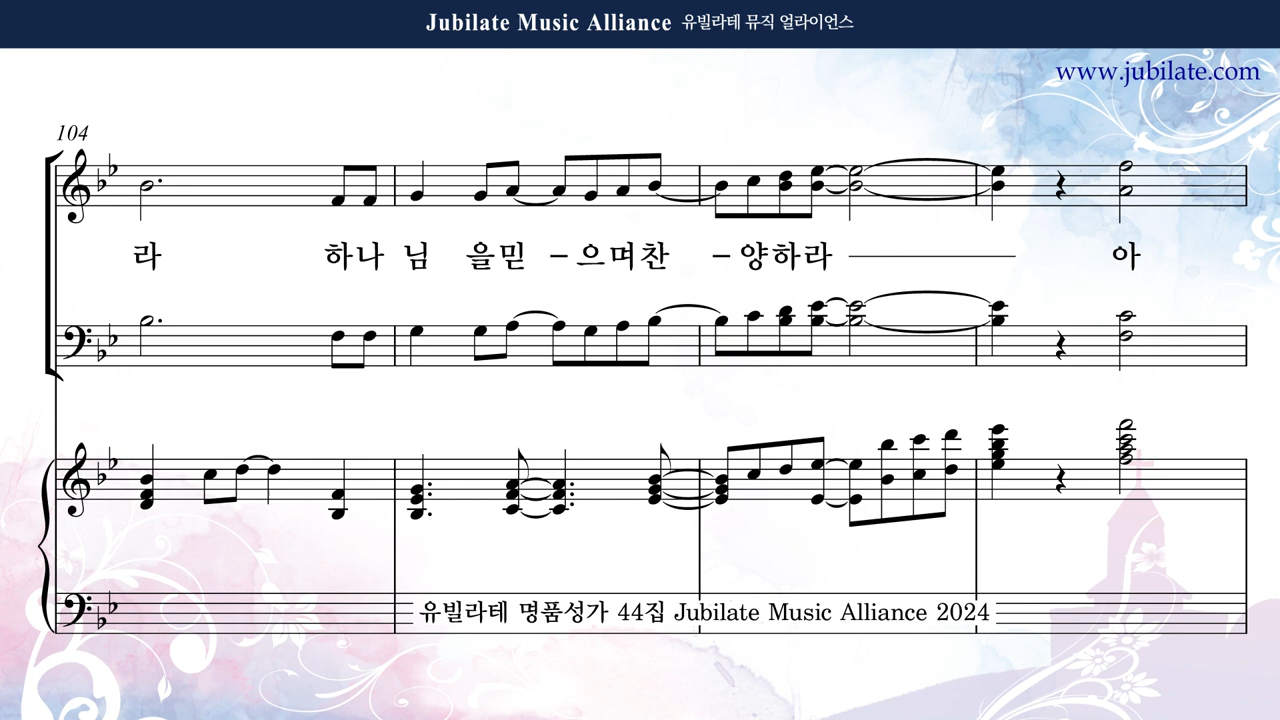 Jubilate Music Alliance 유빌라테 뮤직 얼라이언스
www.jubilate.com
104
라 하나 님 을믿 –으며찬 –양하라 아
유빌라테 명품성가 44집 Jubilate Music Alliance 2024